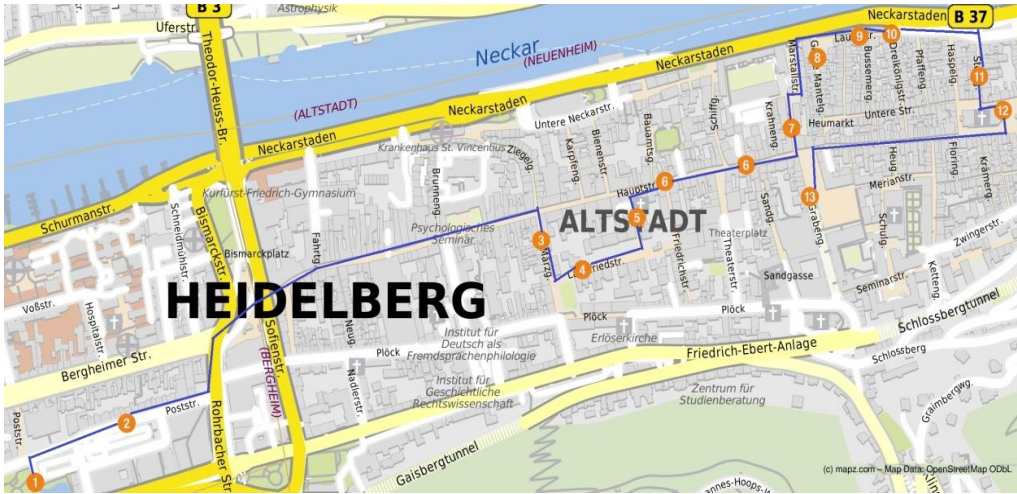 Astrophysik
B 3
Uferstr.
Neckarstaden
B 37
Neckar
(NEUENHEIM)
Theodor-Heuss-Br.
Neckarstaden
Marstallstr.
8
9
10
Bussemerg.
Dreikönigstr.
Pfaffeng.
Haspelg.
11
12
(ALTSTADT)
Neckarstaden
Untere Neckarstr.
Schiffg.
Krahneng.
7
Heumarkt
Untere Str.
Neckarstaden
Krankenhaus St. Vincentius
Ziegelg.
Karpfeng.
Bienenstr.
Bauamtsg.
Schurmanstr.
Kurfürst-Friedrich-Gymnasium
Brunneng.
Hauptstr.
6
6
13
Grabeng.
Heug.
Merianstr.
Floring.
Krämerg.
Schneidmühlstr.
Bismarckstr.
Bismarckplatz
Fahrtg.
Psychologisches
Seminar
3
Märzg.
ALTSTADT
5
4
Friedrichstr.
Theaterplatz
Theaterstr.
Sandg.
Sandgasse
Schulg.
Seminarstr.
Zwingerstr.
Ketteng.
Voßstr.
Hospitalstr.
HEIDELBERG
Sofienstr.
(BERGHEIM)
Neug.
Plöck
Institut für
Deutsch als
Fremdsprachenphilologie
Plöck
Erlöserkirche
Plöck
Schlossbergtunnel
Bergheimer Str.
Nadlerstr.
Institut für
Geschichtliche
Rechtswissenschaft
Friedrich-Ebert-Anlage
Schlossberg
Zentrum für
Studienberatung
Graimbergwg.
Poststr.
2
Poststr.
1
Rohrbacher Str.
Gaisbergtunnel
(c) mapz.com – Map Data: OpenStreetMap ODbL